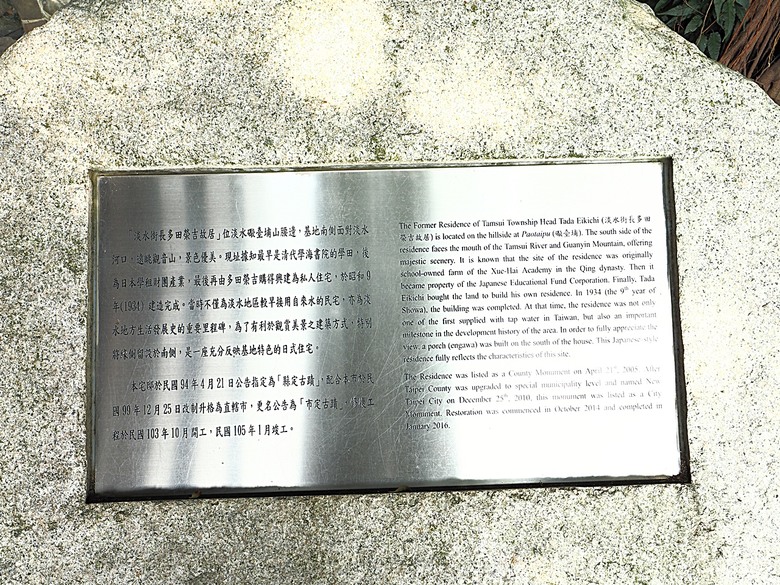 「淡水街長多田榮吉故居」位淡水礮臺埔山腰邊,基地南側面對淡水
河口,遠眺觀音山,景色優美。現址據知最早是清代學海書院的學田,後
為日本學租財團產業,最後再由多田榮吉購得興建為私人住宅,於昭和9
年(1934) 建造完成。當時不僅為淡水地區較早接用自來水的民宅,亦為淡
水地方生活發展史的重要里程碑,為了有利於觀賞美景之建築方式,特別
將緣側留設於南側,是一座充分反映基地特色的日式住宅。
本宅邸於民國94年4月21日公告指定為「縣定古蹟」,配合本市於民
國99年12月25日改制升格為直轄市,更名公告為「市定古蹟」,修復工
程於民國103年10月開工,民國105年1月竣工。
The Former Residence of Tamsui Township Head Tada Eikichi (淡水街長多田
榮吉故居) is located on the hillside at Paotaipu (礮臺埔). The south side of the
residence faces the mouth of the Tamsui River and Guanyin Mountain, offering
majestic scenery. It is known that the site of the residence was originally
school-owned farm of the Xue-Hai Academy in the Qing dynasty. Then it
became property of the Japanese Educational Fund Corporation. Finally, Tada
Eikichi bought the land to build his own residence. In 1934 (the 9th year of
Showa), the building was completed. At that time, the residence was not only
one of the first supplied with tap water in Taiwan, but also an important
milestone in the development history of the area. In order to fully appreciate the
view, a porch (engawa) was built on the south of the house. This Japanese-style
residence fully reflects the characteristics of this site.
The Residence was listed as a County Monument on April 21st, 2005. After
Taipei County was upgraded to special municipality level and named New
Taipei City on December 25th, 2010, this monument was listed as a City
Monument. Restoration was commenced in October 2014 and completed in
January 2016.